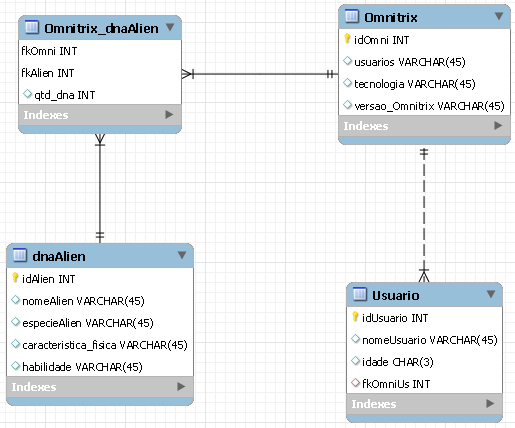 Omnitrix_dnaAlien
fkOmni INT
fkAlien INT
qtd_dna INT
Indexes
Omnitrix
idOmni INT
usuarios VARCHAR(45)
tecnologia VARCHAR(45)
versao_Omnitrix VARCHAR(45)
Indexes
dnaAlien
idAlien INT
nomeAlien VARCHAR(45)
especieAlien VARCHAR(45)
caracteristica_fisica VARCHAR(45)
habilidade VARCHAR(45)
Indexes
Usuario
idUsuario INT
nomeUsuario VARCHAR(45)
idade CHAR(3)
fkOmniUs INT
Indexes